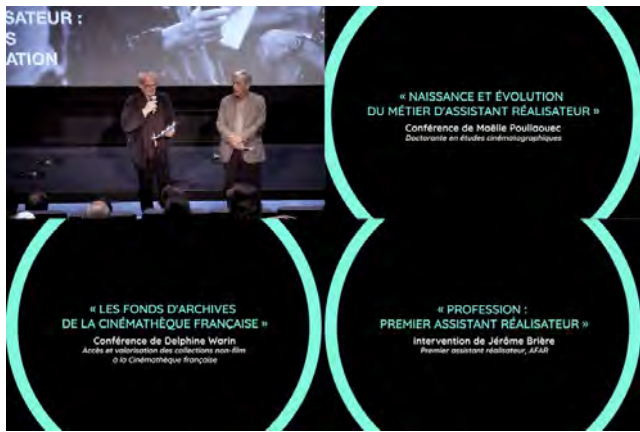 SATEUR :
S
ATION
« NAISSANCE ET ÉVOLUTION
DU MÉTIER D'ASSISTANT RÉALISATEUR »
Conférence de Maëlle Poullaouec
Doctorante en études cinématographiques
« LES FONDS D'ARCHIVES
DE LA CINÉMATHÈQUE FRANÇAISE »
Conférence de Delphine Warin
Accès et valorisation des collections non-film
à la Cinémathèque française
« PROFESSION :
PREMIER ASSISTANT RÉALISATEUR »
Intervention de Jérôme Brière
Premier assistant réalisateur, AFAR